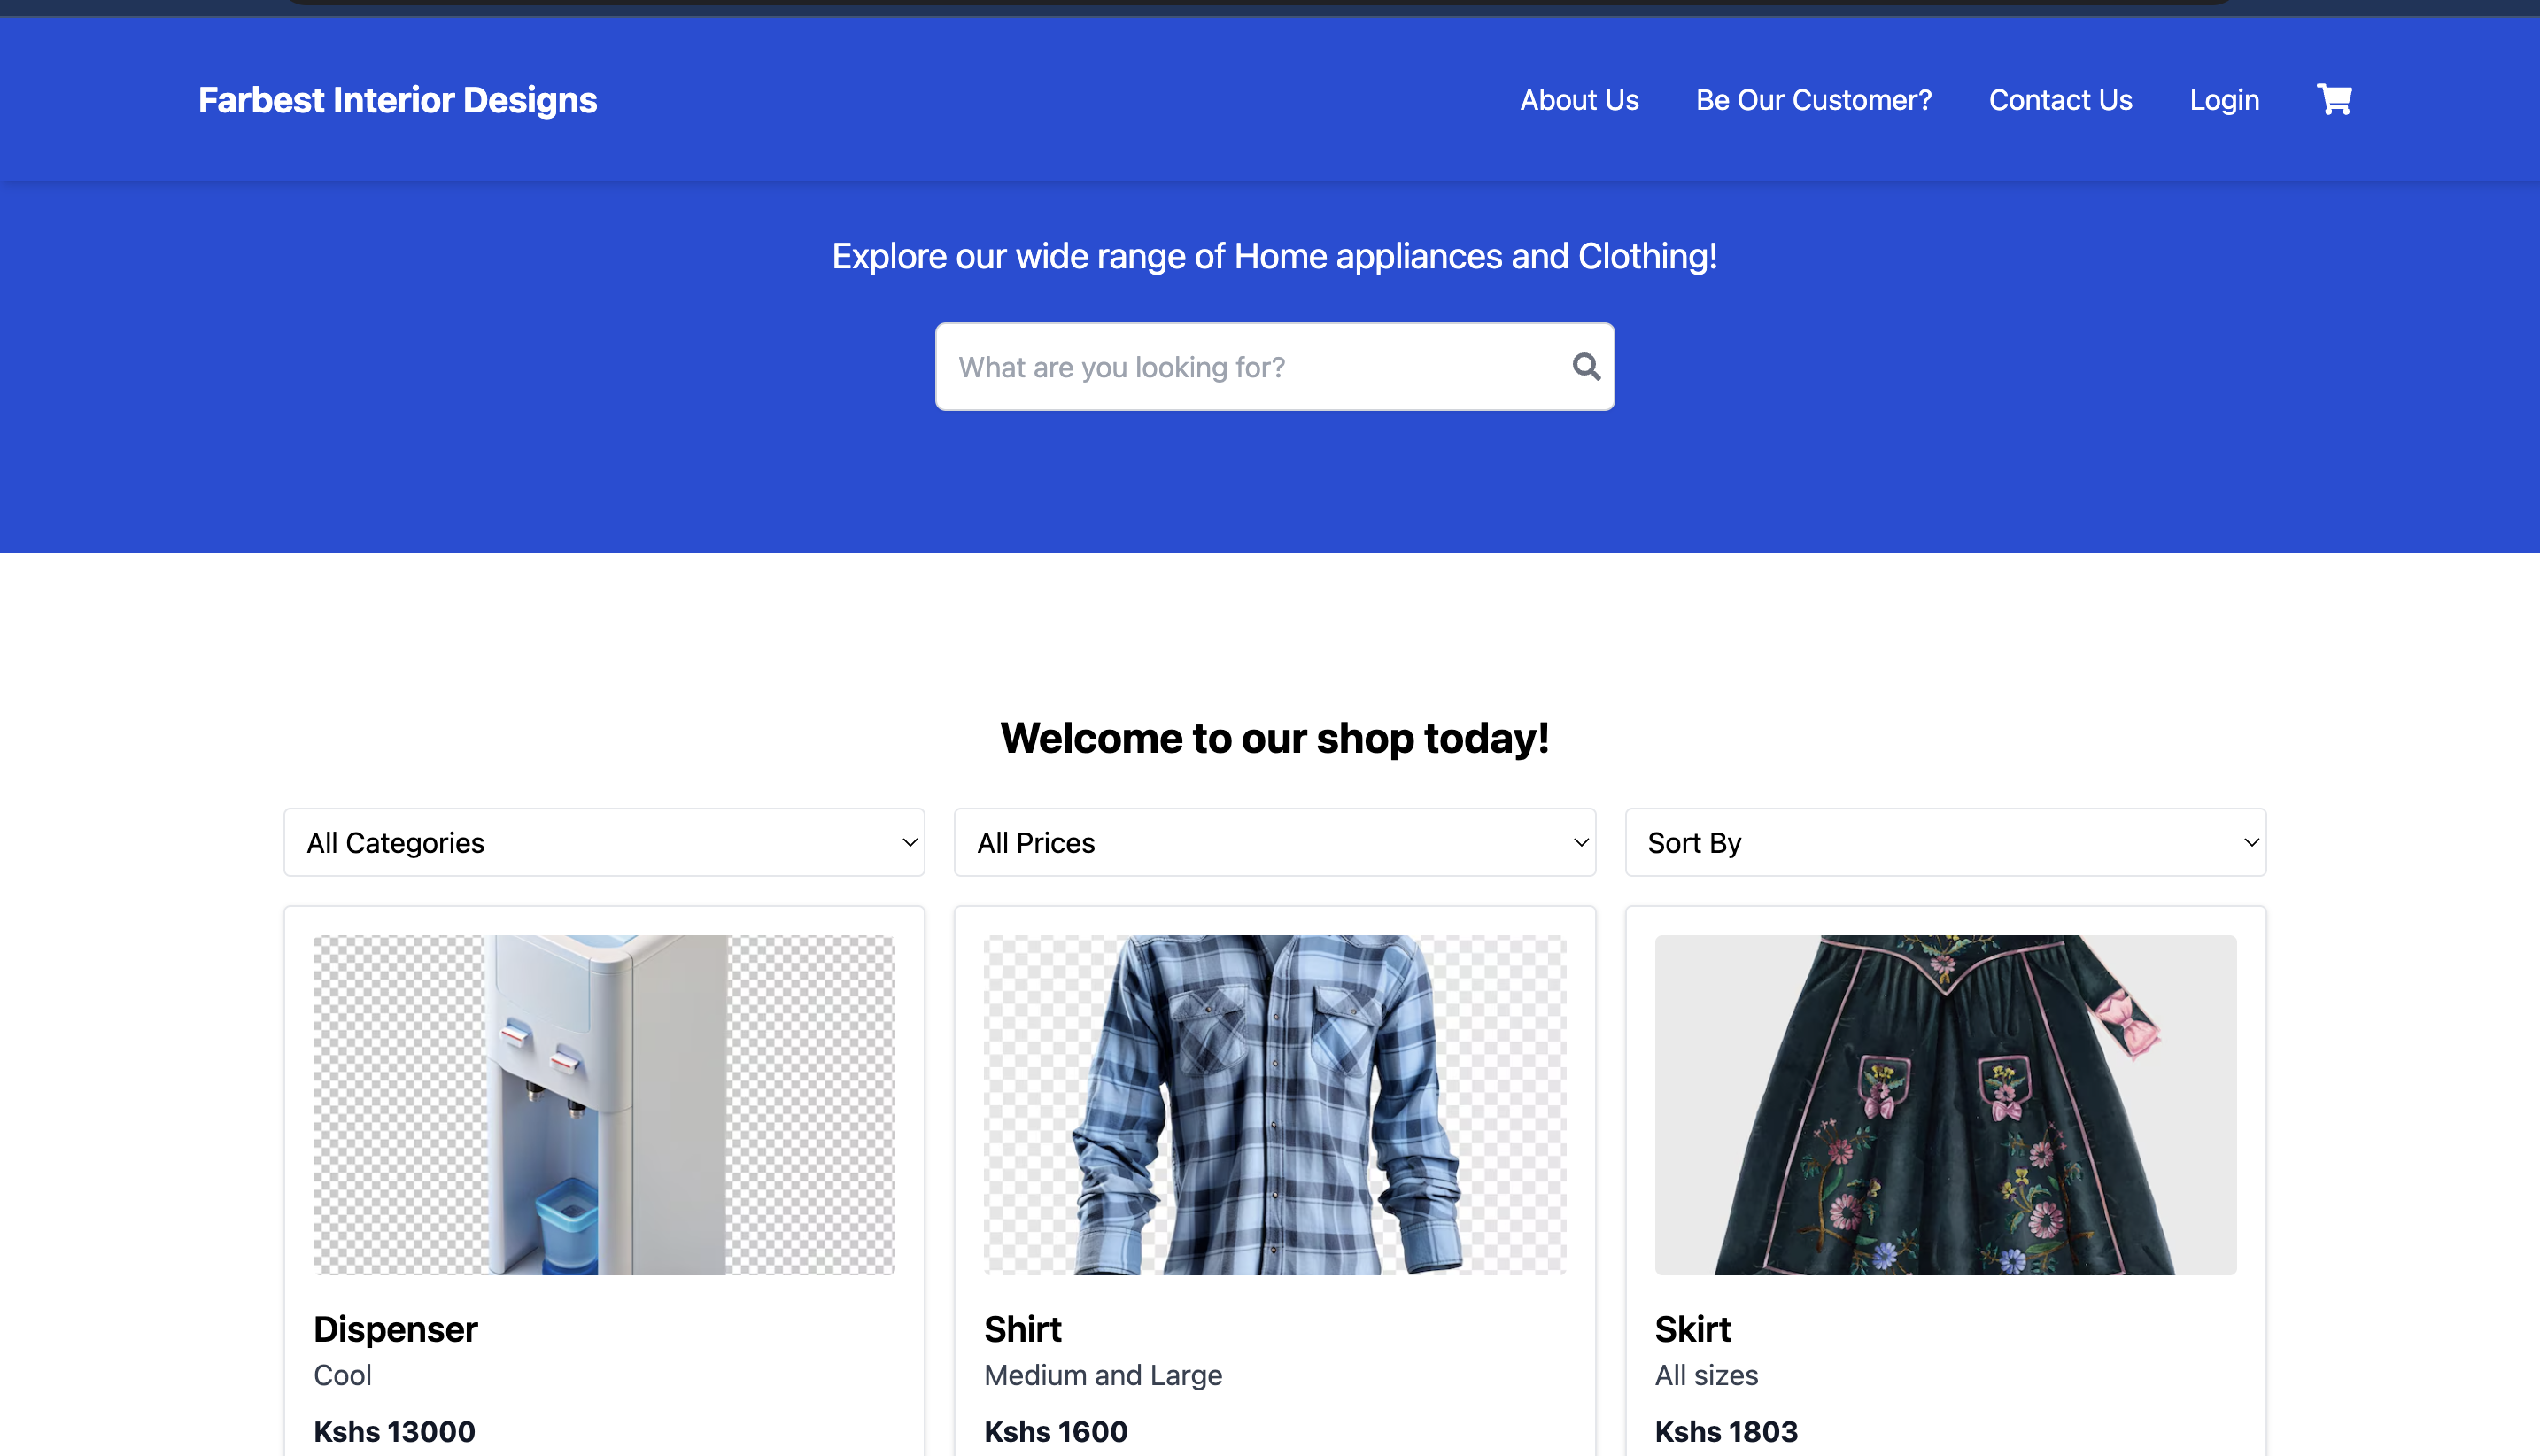 Farbest Interior Designs
About Us
Be Our Customer?
Contact Us
Login
Explore our wide range of Home appliances and Clothing!
What are you looking for?
Welcome to our shop today!
All Categories
All Prices
Sort By
Dispenser
Cool
Kshs 13000
Shirt
Medium and Large
Kshs 1600
Skirt
All sizes
Kshs 1803